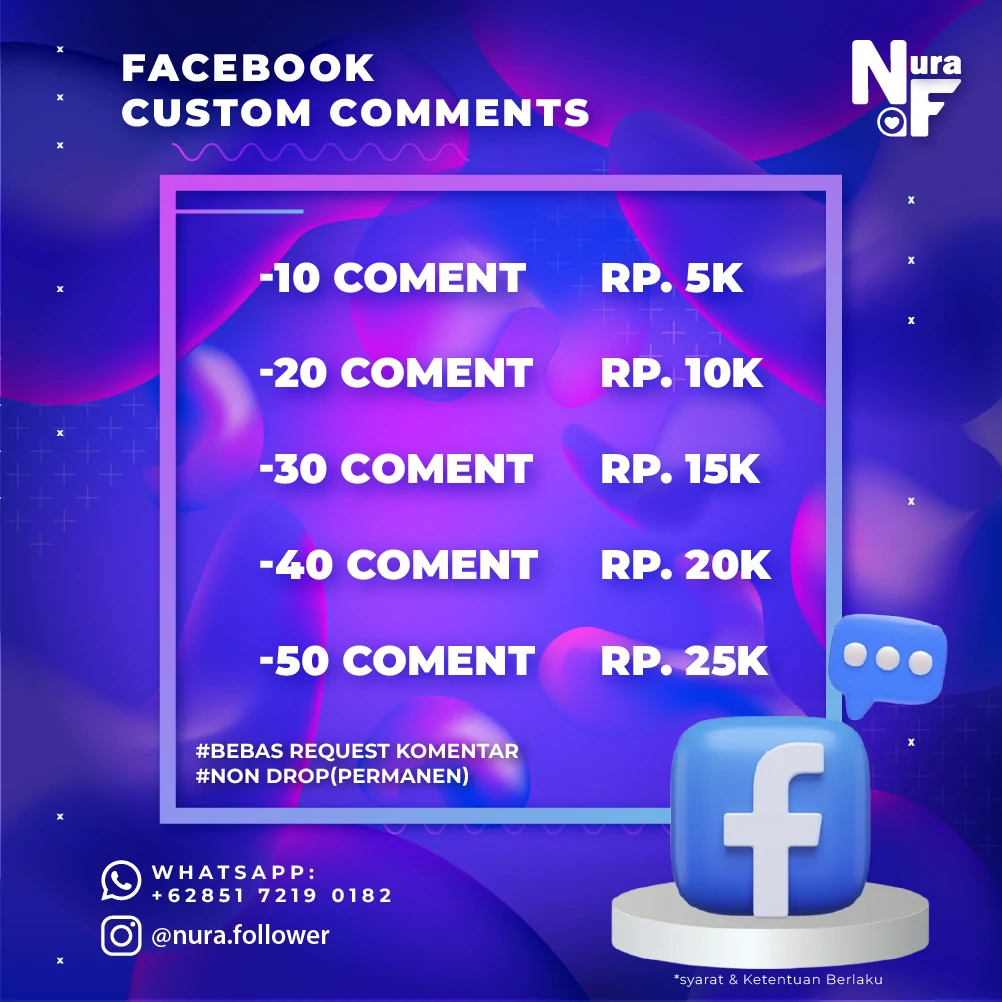 FACEBOOK
CUSTOM COMMENTS
Nura
F
-10 COMENT RP. 5K
-20 COMENT RP. 10K
-30 COMENT RP. 15K
-40 COMENT RP. 20K
-50 COMENT RP. 25K
#BEBAS REQUEST KOMENTAR
#NON DROP(PERMANEN)
f
WHATSAPP:
+62851 7219 0182
@nura.follower
*syarat & Ketentuan Berlaku